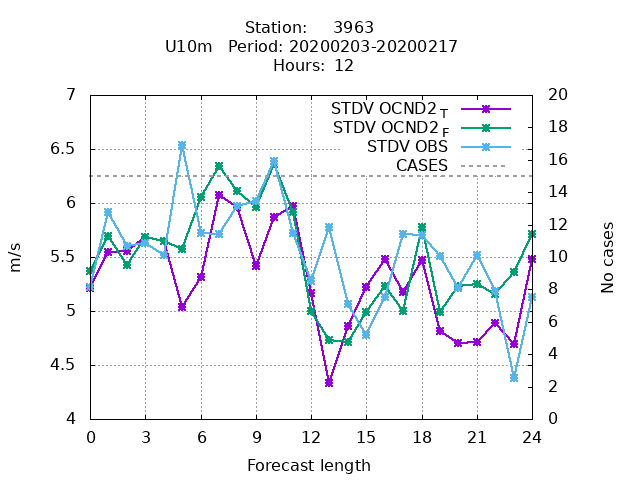 Station: 3963
U10m Period: 20200203-20200217
Hours: 12
STDV OCND2 T
STDV OCND2 F
STDV OBS
CASES
7
6.5
6
5.5
5
4.5
4
20
18
16
14
12
10
8
6
4
2
0
m/s
No cases
0 3 6 9 12 15 18 21 24
Forecast length